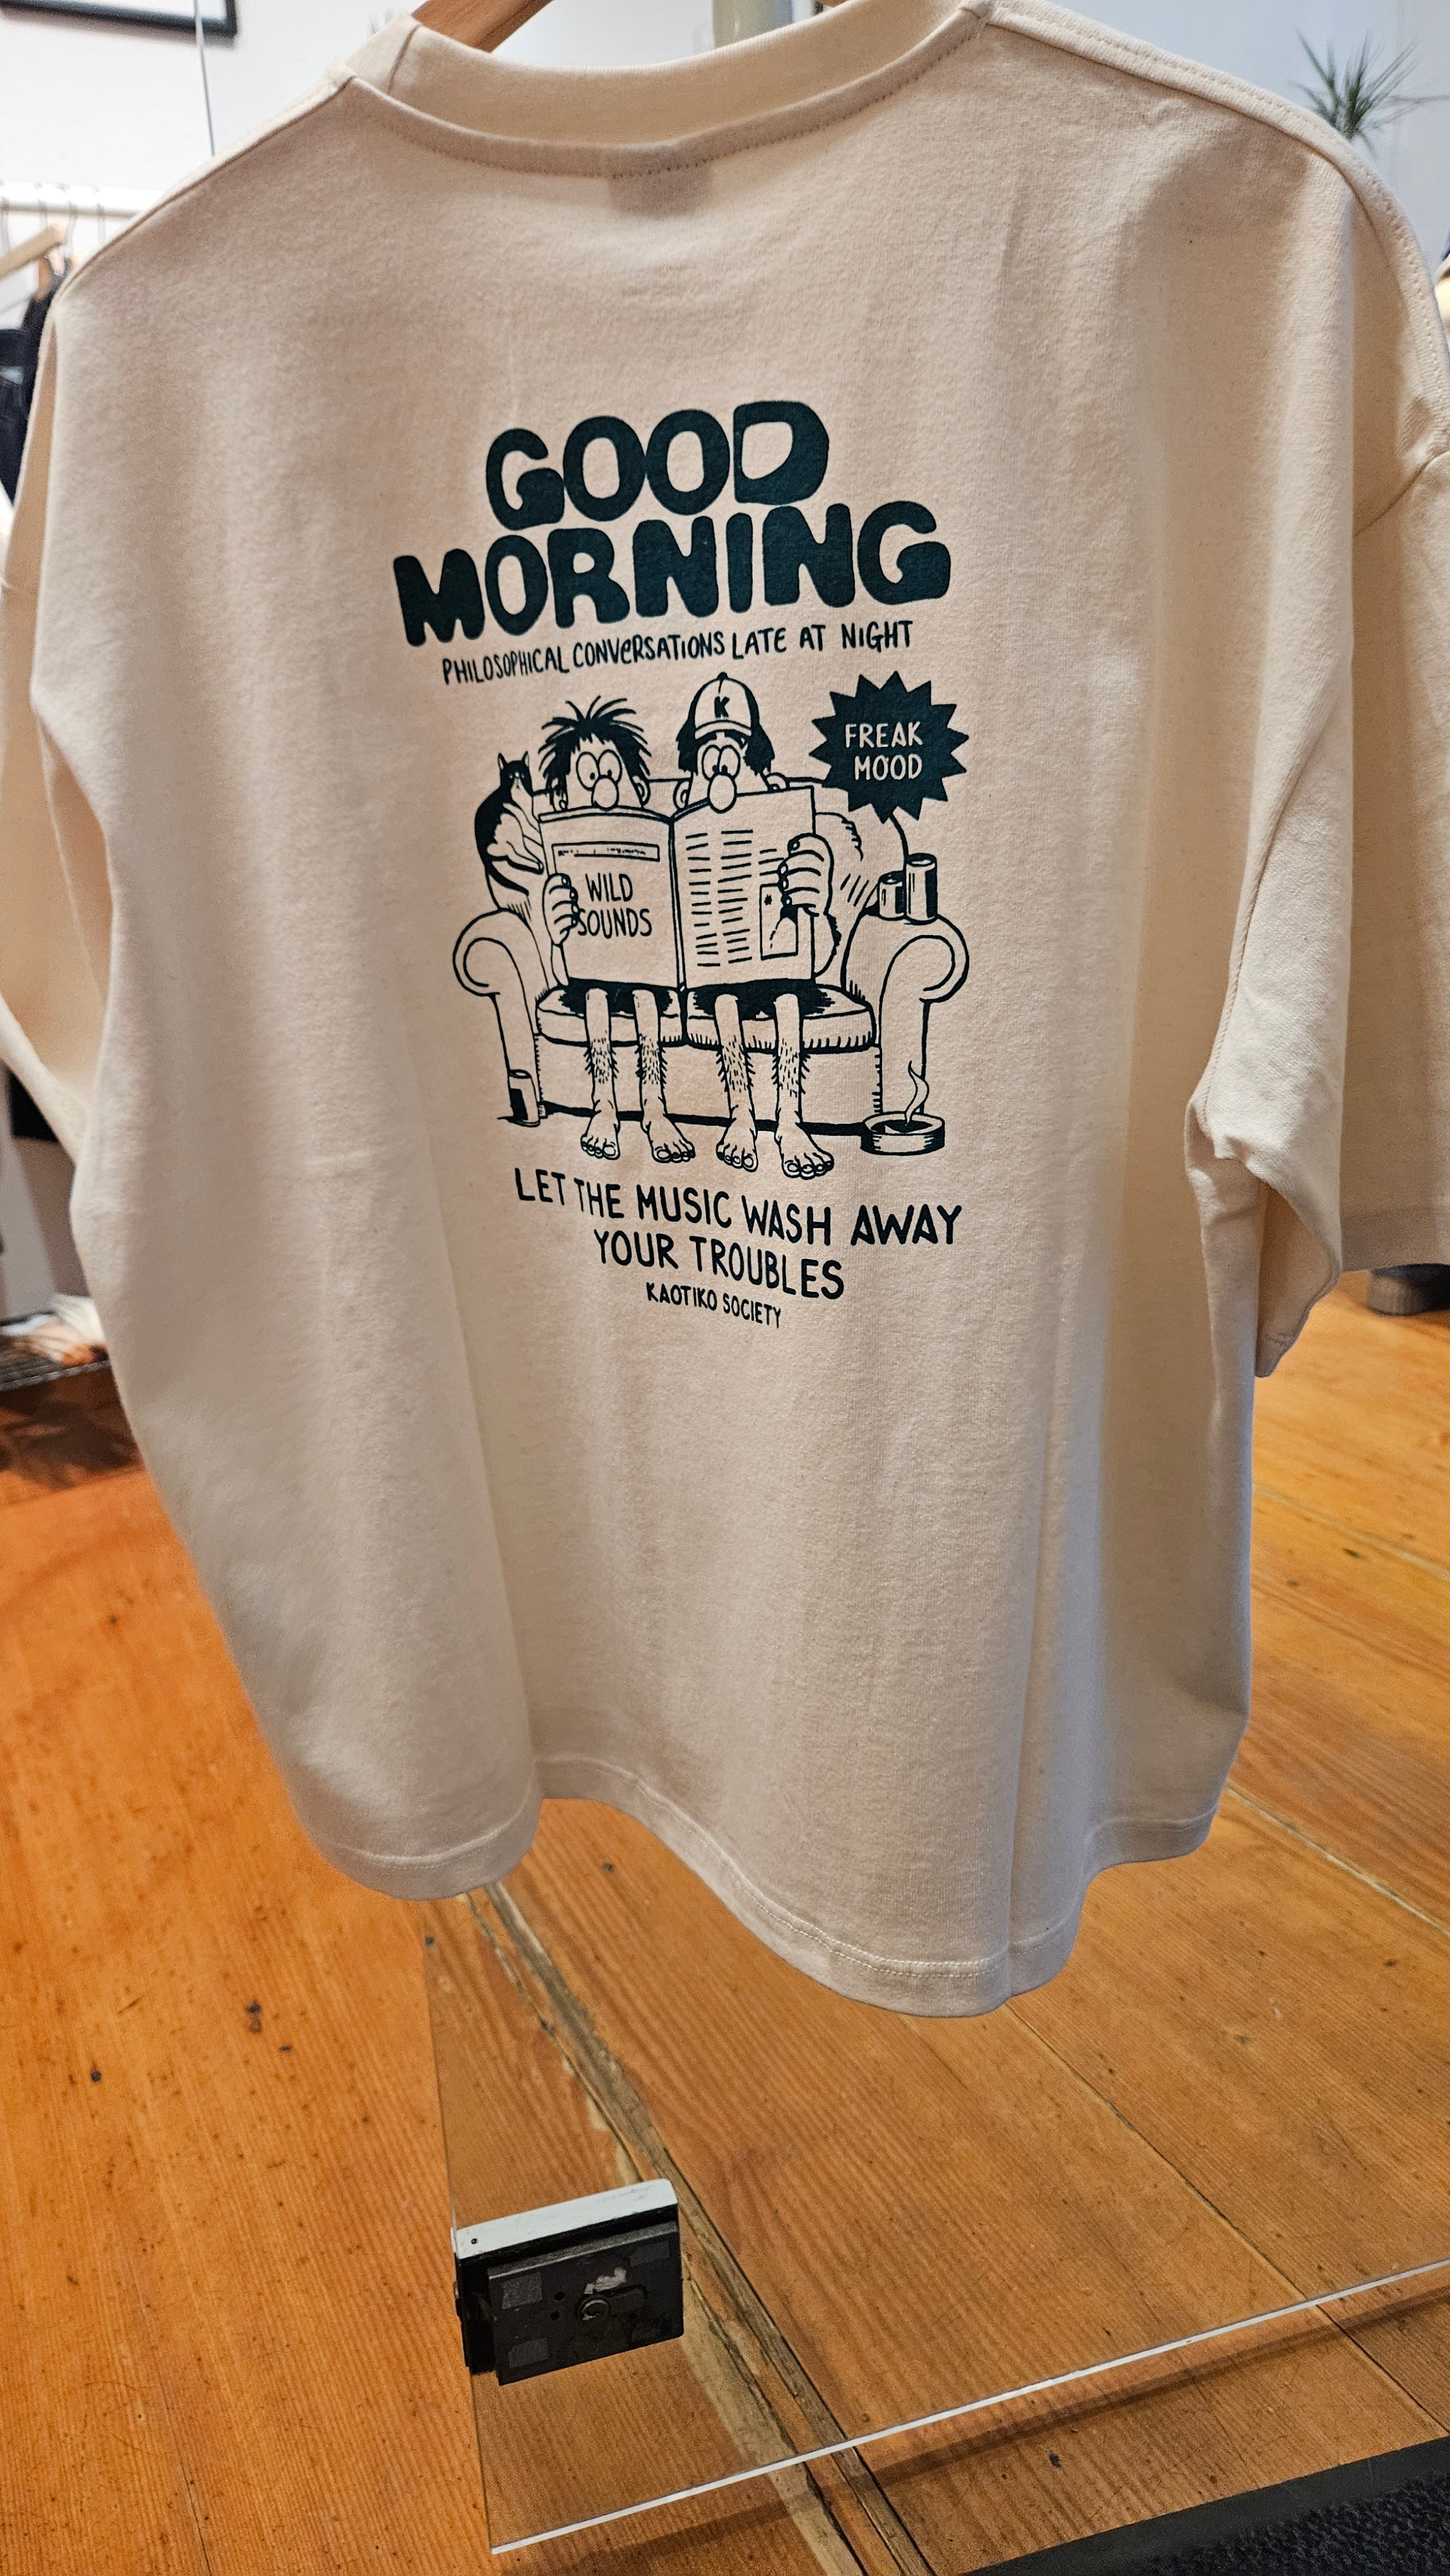 GOOD
MORNING
PHILOSOPHICAL CONVERSATIONS LATE AT NIGHT
K
FREAK
MOOD
WILD
SOUNDS
LET THE MUSIC WASH AWAY
YOUR TROUBLES
KAOTIKO SOCIETY